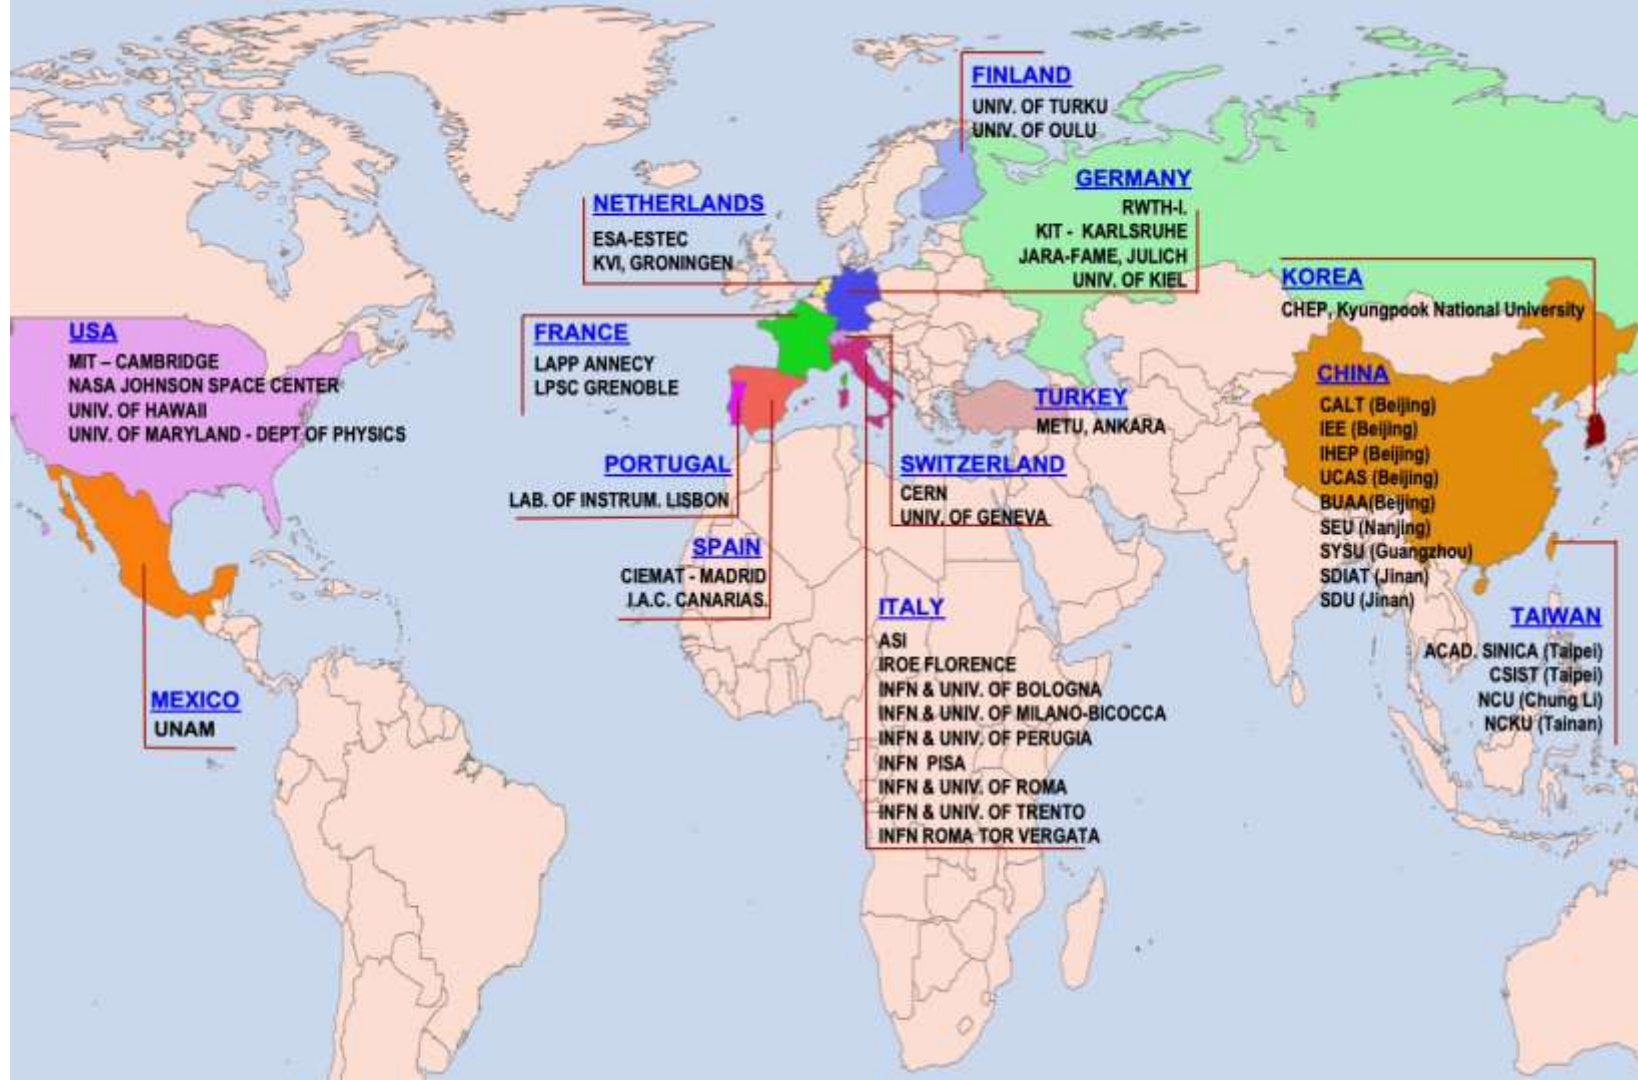 FINLAND
UNIV. OF TURKU
UNIV. OF OULU
GERMANY
RWTH-I.
KIT - KARLSRUHE
JARA-FAME, JULICH
UNIV. OF KIEL
NETHERLANDS
ESA-ESTEC
KVI, GRONINGEN
KOREA
CHEP, Kyungpook National University
USA
MIT – CAMBRIDGE
NASA JOHNSON SPACE CENTER
UNIV. OF HAWAII
UNIV. OF MARYLAND - DEPT OF PHYSICS
FRANCE
LAPP ANNECY
LPSC GRENOBLE
CHINA
CALT (Beijing)
IEE (Beijing)
IHEP (Beijing)
UCAS (Beijing)
BUAA(Beijing)
SEU (Nanjing)
SYSU (Guangzhou)
SDIAT (Jinan)
SDU (Jinan)
TURKEY
METU, ANKARA
PORTUGAL
LAB. OF INSTRUM. LISBON
SWITZERLAND
CERN
UNIV. OF GENEVA
SPAIN
CIEMAT - MADRID
I.A.C. CANARIAS.
ITALY
ASI
IROE FLORENCE
INFN & UNIV. OF BOLOGNA
INFN & UNIV. OF MILANO-BICOCCA
INFN & UNIV. OF PERUGIA
INFN PISA
INFN & UNIV. OF ROMA
INFN & UNIV. OF TRENTO
INFN ROMA TOR VERGATA
TAIWAN
ACAD. SINICA (Taipei)
CSIST (Taipei)
NCU (Chung Li)
NCKU (Tainan)
MEXICO
UNAM